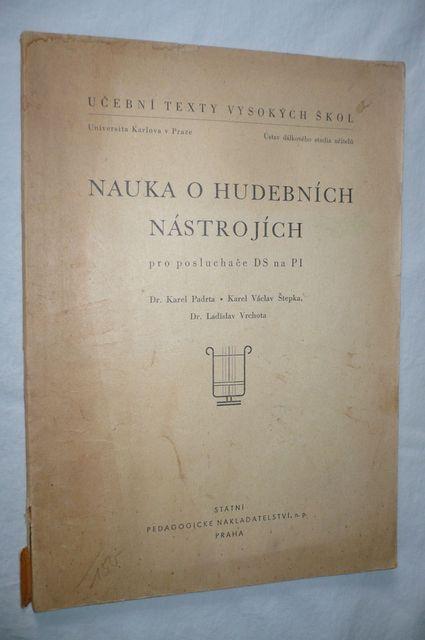 UČEBNÍ TEXTY VYSOKÝCH ŠKOL
Universita Karlova v Praze
Ústav dálkového studia učitelů
NAUKA O HUDEBNÍCH
NÁSTROJÍCH
pro posluchače DS na PI
Dr. Karel Padrta • Karel Václav Štepka,
Dr. Ladislav Vrchota
STÁTNÍ
PEDAGOGICKÉ NAKLADATELSTVÍ, n. p.
PRAHA